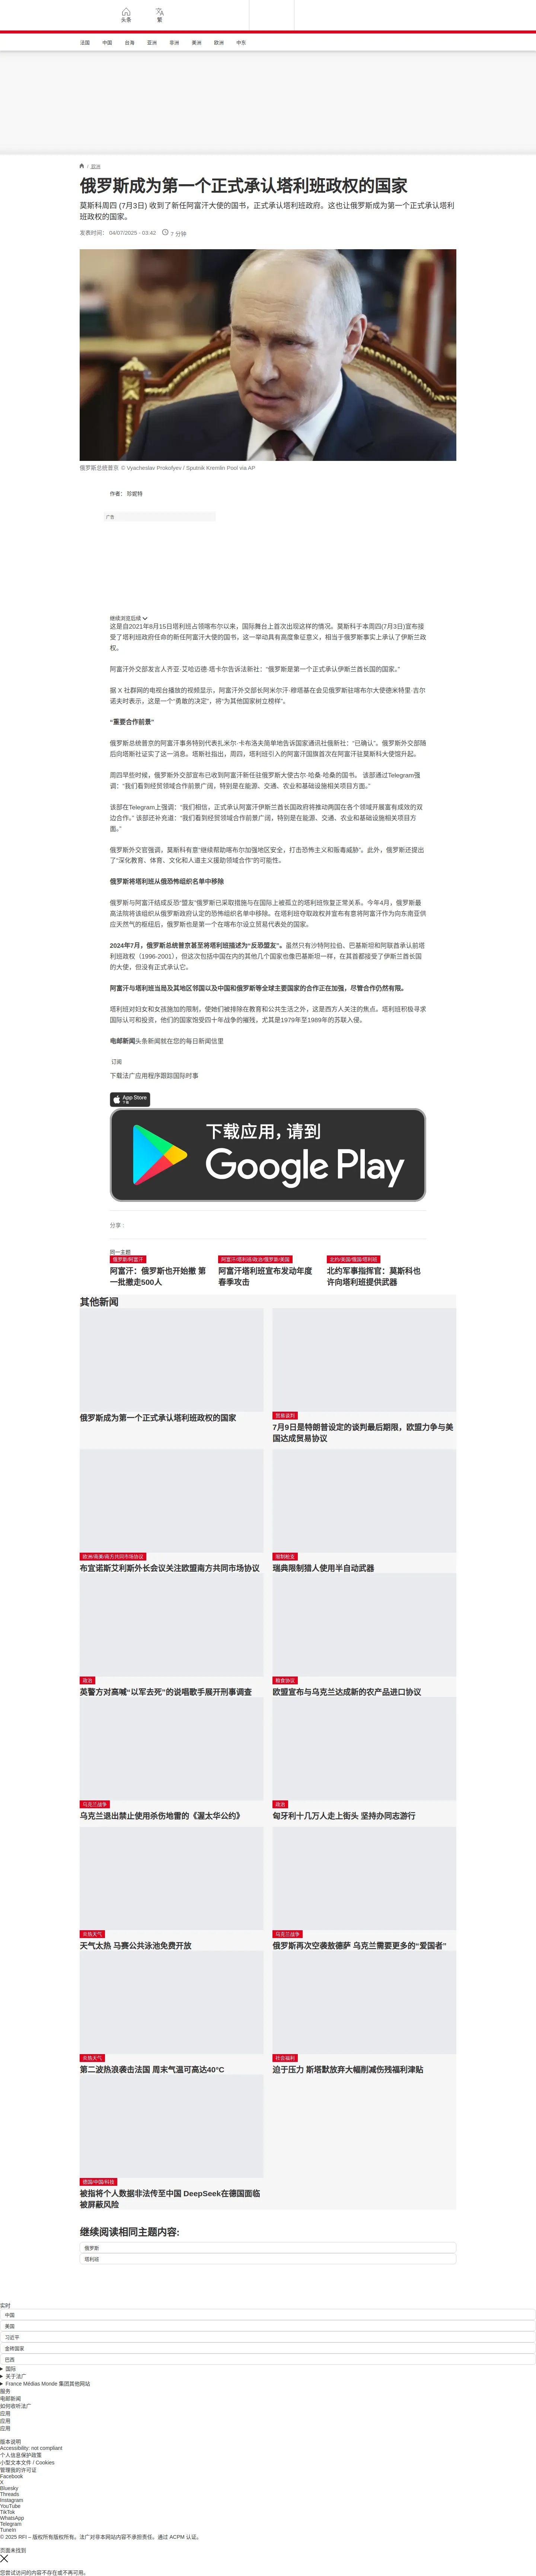 头条
繁
法国 中国 台海 亚洲 非洲 美洲 欧洲 中东
/ 欧洲
俄罗斯成为第一个正式承认塔利班政权的国家
莫斯科周四 (7月3日) 收到了新任阿富汗大使的国书，正式承认塔利班政府。这也让俄罗斯成为第一个正式承认塔利
班政权的国家。
发表时间： 04/07/2025 - 03:42 7 分钟
俄罗斯总统普京 © Vyacheslav Prokofyev / Sputnik Kremlin Pool via AP
作者： 珍妮特
广告
继续浏览后续
这是自2021年8月15日塔利班占领喀布尔以来，国际舞台上首次出现这样的情况。莫斯科于本周四(7月3日)宣布接
受了塔利班政府任命的新任阿富汗大使的国书。这一举动具有高度象征意义，相当于俄罗斯事实上承认了伊斯兰政
权。
阿富汗外交部发言人齐亚·艾哈迈德·塔卡尔告诉法新社：“俄罗斯是第一个正式承认伊斯兰酋长国的国家。”
据 X 社群网的电视台播放的视频显示，阿富汗外交部长阿米尔汗·穆塔基在会见俄罗斯驻喀布尔大使德米特里·吉尔
诺夫时表示，这是一个“勇敢的决定”，将“为其他国家树立榜样”。
“重要合作前景”
俄罗斯总统普京的阿富汗事务特别代表扎米尔·卡布洛夫简单地告诉国家通讯社俄新社：“已确认”。俄罗斯外交部随
后向塔斯社证实了这一消息。塔斯社指出，周四，塔利班引入的阿富汗国旗首次在阿富汗驻莫斯科大使馆升起。
周四早些时候，俄罗斯外交部宣布已收到阿富汗新任驻俄罗斯大使古尔·哈桑·哈桑的国书。 该部通过Telegram强
调：“我们看到经贸领域合作前景广阔，特别是在能源、交通、农业和基础设施相关项目方面。”
该部在Telegram上强调：“我们相信，正式承认阿富汗伊斯兰酋长国政府将推动两国在各个领域开展富有成效的双
边合作。” 该部还补充道：“我们看到经贸领域合作前景广阔，特别是在能源、交通、农业和基础设施相关项目方
面。”
俄罗斯外交官强调，莫斯科有意“继续帮助喀布尔加强地区安全，打击恐怖主义和贩毒威胁”。此外，俄罗斯还提出
了“深化教育、体育、文化和人道主义援助领域合作”的可能性。
俄罗斯将塔利班从俄恐怖组织名单中移除
俄罗斯与阿富汗结成反恐“盟友”俄罗斯已采取措施与在国际上被孤立的塔利班恢复正常关系。今年4月，俄罗斯最
高法院将该组织从俄罗斯政府认定的恐怖组织名单中移除。在塔利班夺取政权并宣布有意将阿富汗作为向东南亚供
应天然气的枢纽后，俄罗斯也是第一个在喀布尔设立贸易代表处的国家。
2024年7月，俄罗斯总统普京甚至将塔利班描述为“反恐盟友”。虽然只有沙特阿拉伯、巴基斯坦和阿联酋承认前塔
利班政权（1996-2001），但这次包括中国在内的其他几个国家也像巴基斯坦一样，在其首都接受了伊斯兰酋长国
的大使，但没有正式承认它。
阿富汗与塔利班当局及其地区邻国以及中国和俄罗斯等全球主要国家的合作正在加强，尽管合作仍然有限。
塔利班对妇女和女孩施加的限制，使她们被排除在教育和公共生活之外，这是西方人关注的焦点。塔利班积极寻求
国际认可和投资，他们的国家饱受四十年战争的摧残，尤其是1979年至1989年的苏联入侵。
电邮新闻头条新闻就在您的每日新闻信里
订阅
下载法广应用程序跟踪国际时事
App Store
下载
下载应用，请到
Google Play
分享 :
同一主题
俄罗斯/阿富汗
阿富汗：俄罗斯也开始撤 第
一批撤走500人
阿富汗/塔利班/政治/俄罗斯/美国
阿富汗塔利班宣布发动年度
春季攻击
北约/美国/俄国/塔利班
北约军事指挥官：莫斯科也
许向塔利班提供武器
其他新闻
俄罗斯成为第一个正式承认塔利班政权的国家
贸易谈判
7月9日是特朗普设定的谈判最后期限，欧盟力争与美
国达成贸易协议
欧洲/南美/南方共同市场协议
布宜诺斯艾利斯外长会议关注欧盟南方共同市场协议
限制枪支
瑞典限制猎人使用半自动武器
政治
英警方对高喊“以军去死”的说唱歌手展开刑事调查
粮食协议
欧盟宣布与乌克兰达成新的农产品进口协议
乌克兰战争
乌克兰退出禁止使用杀伤地雷的《渥太华公约》
政治
匈牙利十几万人走上街头 坚持办同志游行
炎热天气
天气太热 马赛公共泳池免费开放
乌克兰战争
俄罗斯再次空袭敖德萨 乌克兰需要更多的“爱国者”
炎热天气
第二波热浪袭击法国 周末气温可高达40°C
社会福利
迫于压力 斯塔默放弃大幅削减伤残福利津贴
德国/中国/科技
被指将个人数据非法传至中国 DeepSeek在德国面临
被屏蔽风险
继续阅读相同主题内容:
俄罗斯
塔利班
实时
中国
美国
习近平
金砖国家
巴西
国际
关于法广
France Médias Monde 集团其他网站
服务
电邮新闻
如何收听法广
应用
应用
应用
版本说明
Accessibility: not compliant
个人信息保护政策
小型文本文件 / Cookies
管理我的许可证
Facebook
X
Bluesky
Threads
Instagram
YouTube
TikTok
WhatsApp
Telegram
TuneIn
© 2025 RFI – 版权所有版权所有。法广对非本网站内容不承担责任。通过 ACPM 认证。
页面未找到
您尝试访问的内容不存在或不再可用。